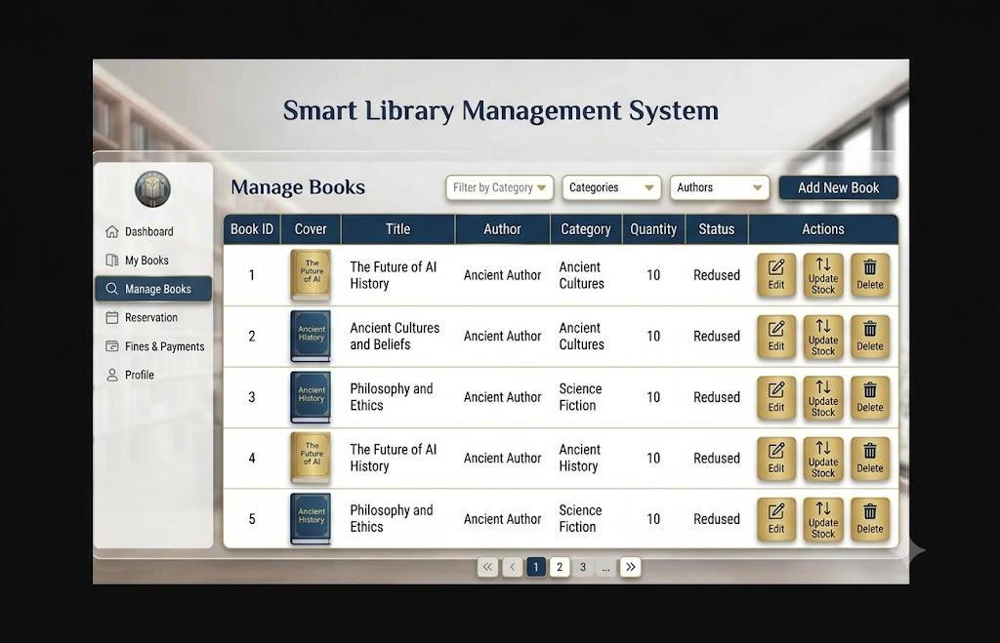 Smart Library Management System
Manage Books
Filter by Category
Categories
Authors
Add New Book
Dashboard
My Books
Manage Books
Reservation
Fines & Payments
Profile
Book ID Cover Title Author Category Quantity Status Actions
1
The
Puture
of AI
The Future of AI
History
Ancient Author
Ancient
Cultures
10
Redused
Edit
Update
Stock
Delete
2
Ancient
History
Ancient Cultures
and Beliefs
Ancient Author
Ancient
Cultures
10
Redused
Edit
Update
Stock
Delete
3
Ancient
History
Philosophy and
Ethics
Ancient Author
Science
Fiction
10
Redused
Edit
Update
Stock
Delete
4
The
Future
of AI
The Future of AI
History
Ancient Author
Ancient
History
10
Redused
Edit
Update
Stock
Delete
5
Ancient
History
Philosophy and
Ethics
Ancient Author
Science
Fiction
10
Redused
Edit
Update
Stock
Delete
« ‹ 1 2 3 ... »